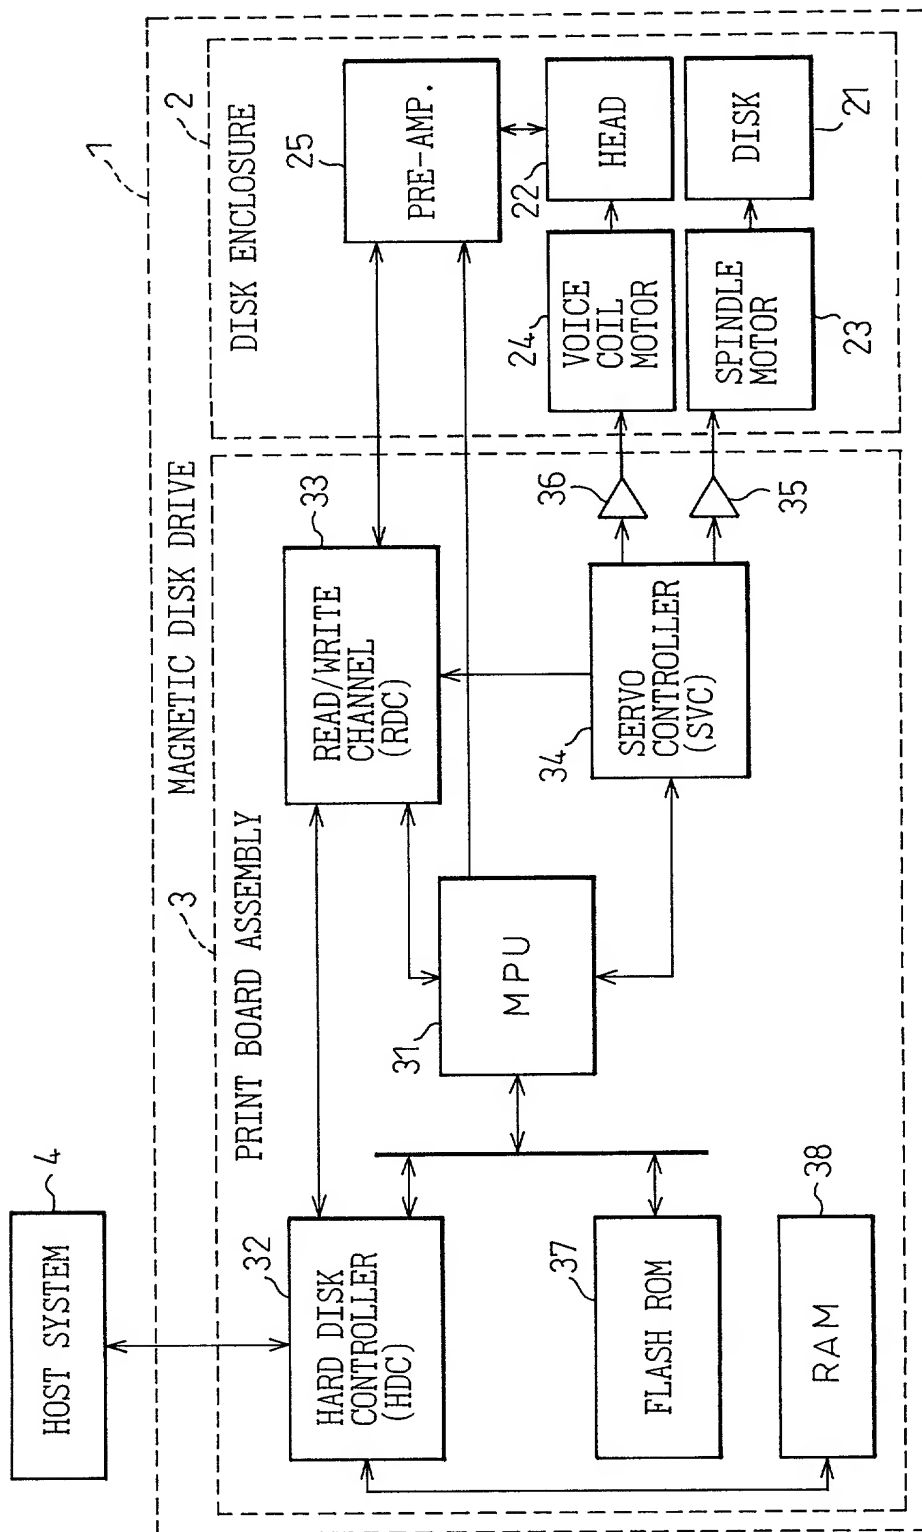 HOST SYSTEM
4
1
MAGNETIC DISK DRIVE
3
PRINT BOARD ASSEMBLY
2
DISK ENCLOSURE
32
HARD DISK
CONTROLLER
(HDC)
33
READ/WRITE
CHANNEL
(RDC)
25
PRE-AMP.
31
MPU
22
HEAD
24
VOICE
COIL
MOTOR
36
37
FLASH ROM
34
SERVO
CONTROLLER
(SVC)
35
SPINDLE
MOTOR
23
DISK
21
38
RAM